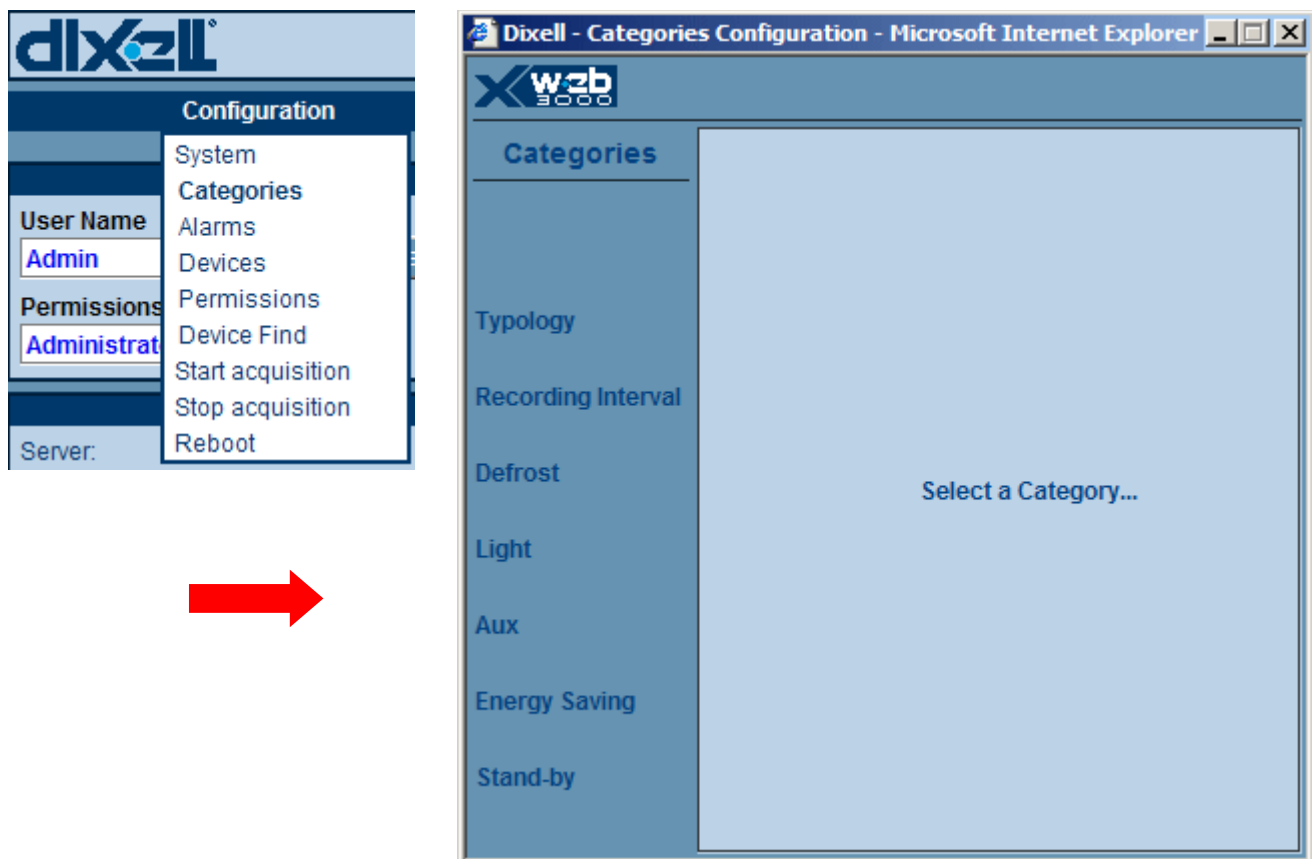 dixell
Configuration
System
Categories
Alarms
Devices
Permissions
Device Find
Start acquisition
Stop acquisition
Reboot
User Name
Admin
Permissions
Administrat
Server:
Dixell - Categories Configuration - Microsoft Internet Explorer
Xweb
3000
Categories
Typology
Recording Interval
Defrost
Light
Aux
Energy Saving
Stand-by
Select a Category...